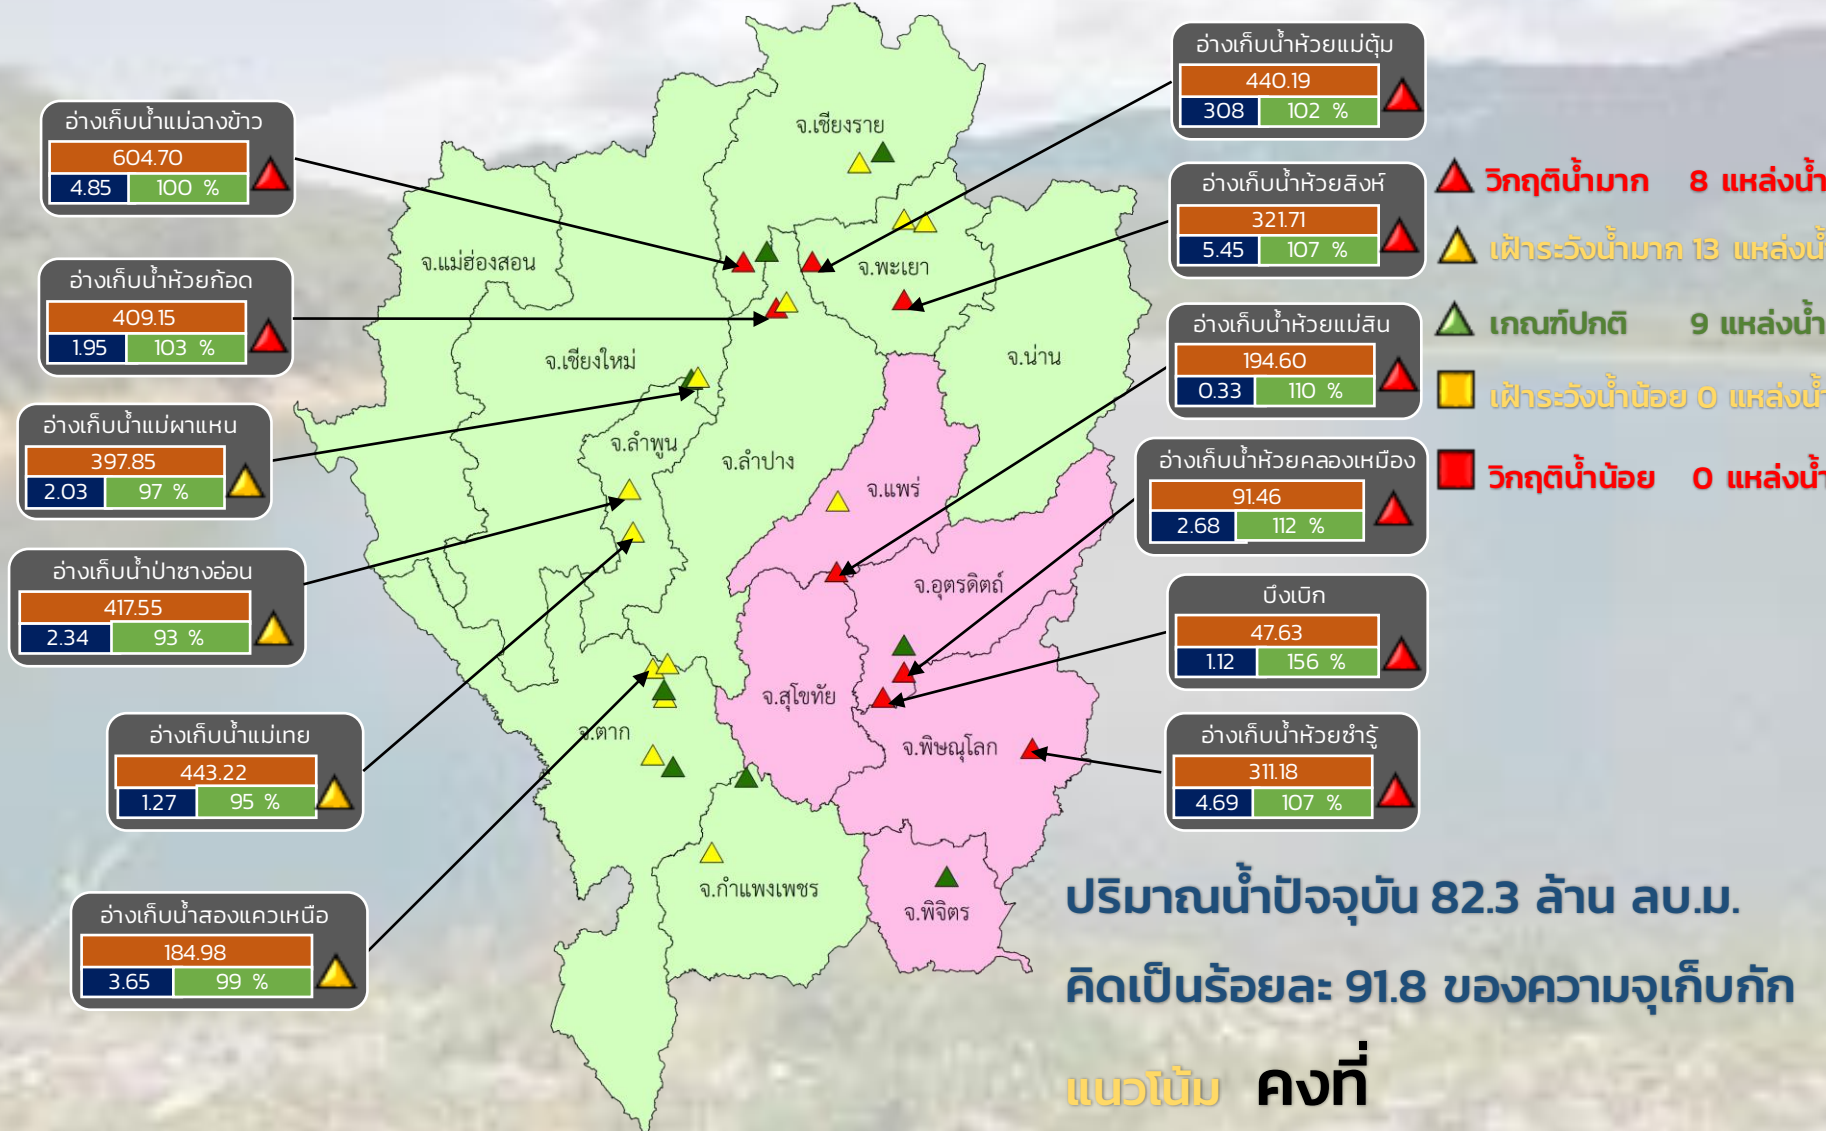 อ่างเก็บน้ำแม่ฉางข้าว
604.70
4.85 100 %
อ่างเก็บน้ำห้วยก้อด
409.15
1.95 103 %
อ่างเก็บน้ำแม่ผาแหน
397.85
2.03 97 %
อ่างเก็บน้ำป่าซางอ่อน
417.55
2.34 93 %
อ่างเก็บน้ำแม่เทย
443.22
1.27 95 %
อ่างเก็บน้ำสองแควเหนือ
184.98
3.65 99 %
จ.เชียงราย
จ.แม่ฮ่องสอน
จ.พะเยา
จ.เชียงใหม่
จ.น่าน
จ.ลำพูน
จ.ลำปาง
จ.แพร่
จ.อุตรดิตถ์
จ.สุโขทัย
จ.ตาก
จ.พิษณุโลก
จ.กำแพงเพชร
จ.พิจิตร
อ่างเก็บน้ำห้วยแม่ตุ้ม
440.19
308 102 %
อ่างเก็บน้ำห้วยสิงห์
321.71
5.45 107 %
อ่างเก็บน้ำห้วยแม่สิน
194.60
0.33 110 %
อ่างเก็บน้ำห้วยคลองเหมือง
91.46
2.68 112 %
บึงเบิก
47.63
1.12 156 %
อ่างเก็บน้ำห้วยซำรู้
311.18
4.69 107 %
วิกฤติน้ำมาก 8 แหล่งน้ำ
เฝ้าระวังน้ำมาก 13 แหล่งน้ำ
เกณฑ์ปกติ 9 แหล่งน้ำ
เฝ้าระวังน้ำน้อย 0 แหล่งน้ำ
วิกฤติน้ำน้อย 0 แหล่งน้ำ
ปริมาณน้ำปัจจุบัน 82.3 ล้าน ลบ.ม.
คิดเป็นร้อยละ 91.8 ของความจุเก็บกัก
แนวโน้ม คงที่